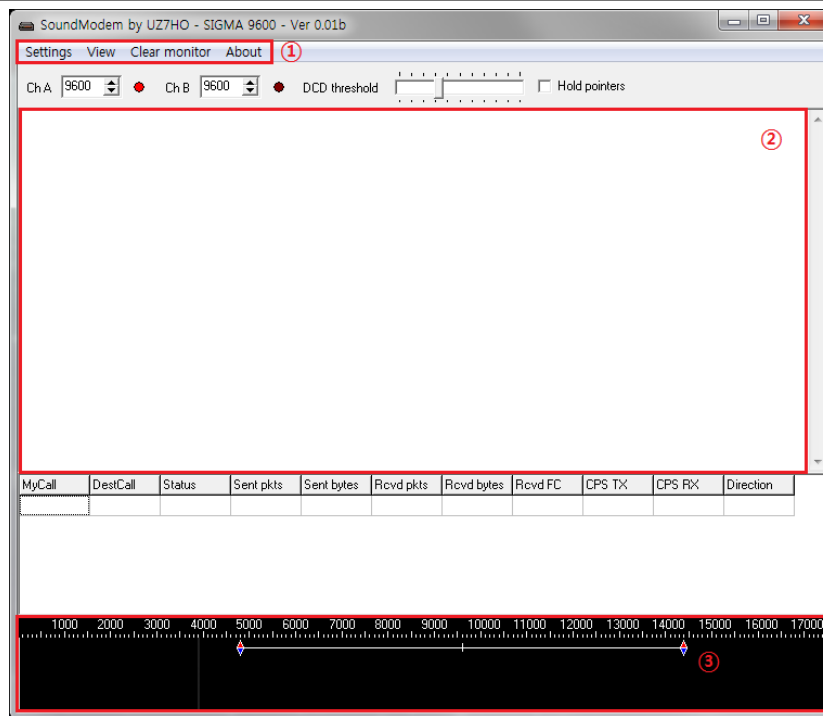 SoundModem by UZ7HO - SIGMA 9600 - Ver 0.01b
Settings View Clear monitor About ①
Ch A 9600 Ch B 9600 DCD threshold Hold pointers
②
MyCall DestCall Status Sent pkts Sent bytes Rcvd pkts Rcvd bytes Rcvd FC CPS TX CPS RX Direction
1000 2000 3000 4000 5000 6000 7000 8000 9000 10000 11000 12000 13000 14000 15000 16000 17000
③